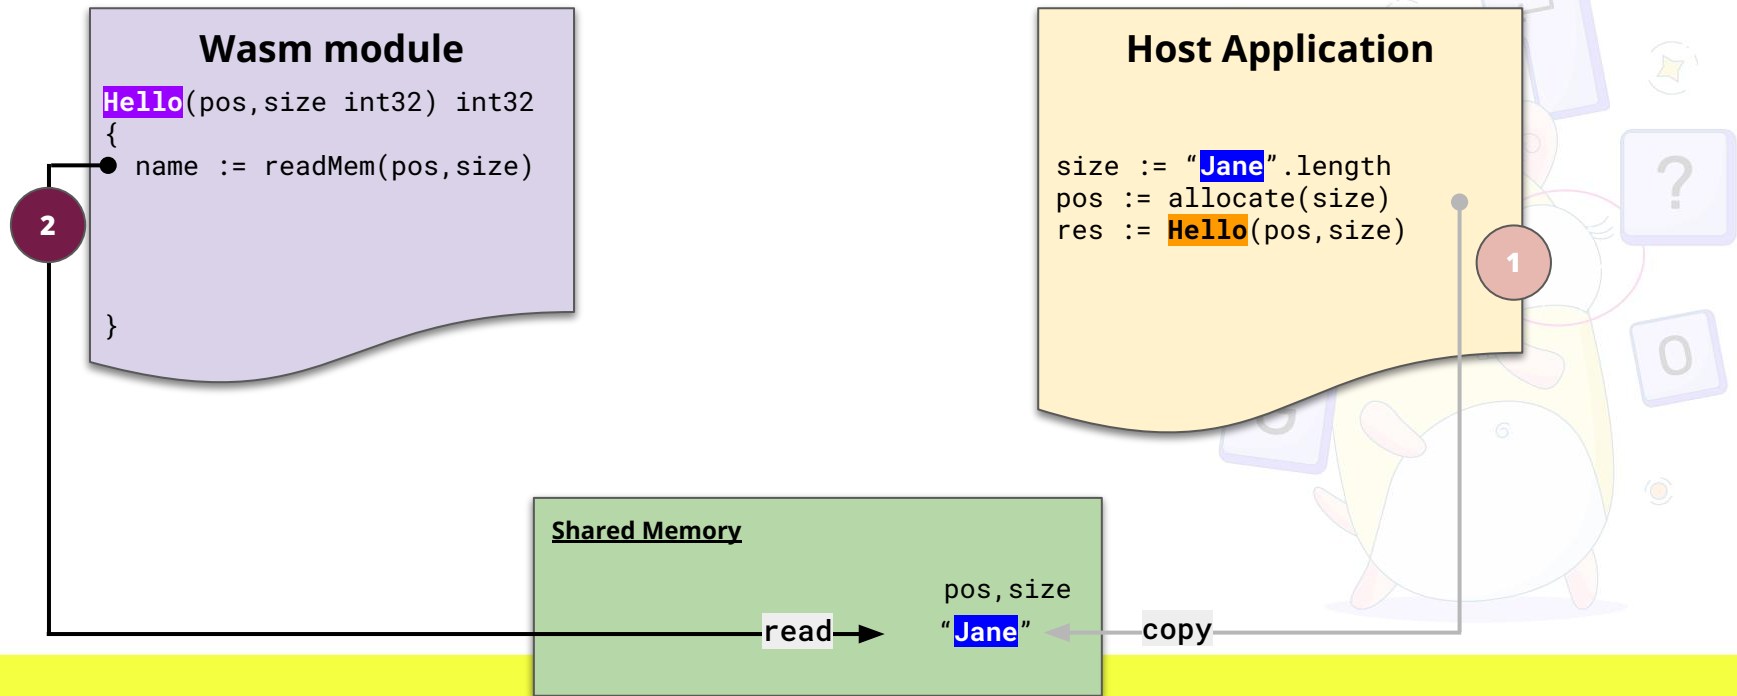 Wasm module
Hello(pos,size int32) int32
{
name := readMem(pos,size)
}
2
Host Application
size := “Jane”.length
pos := allocate(size)
res := Hello(pos,size)
1
?
O
Shared Memory
pos,size
“Jane”
read
copy